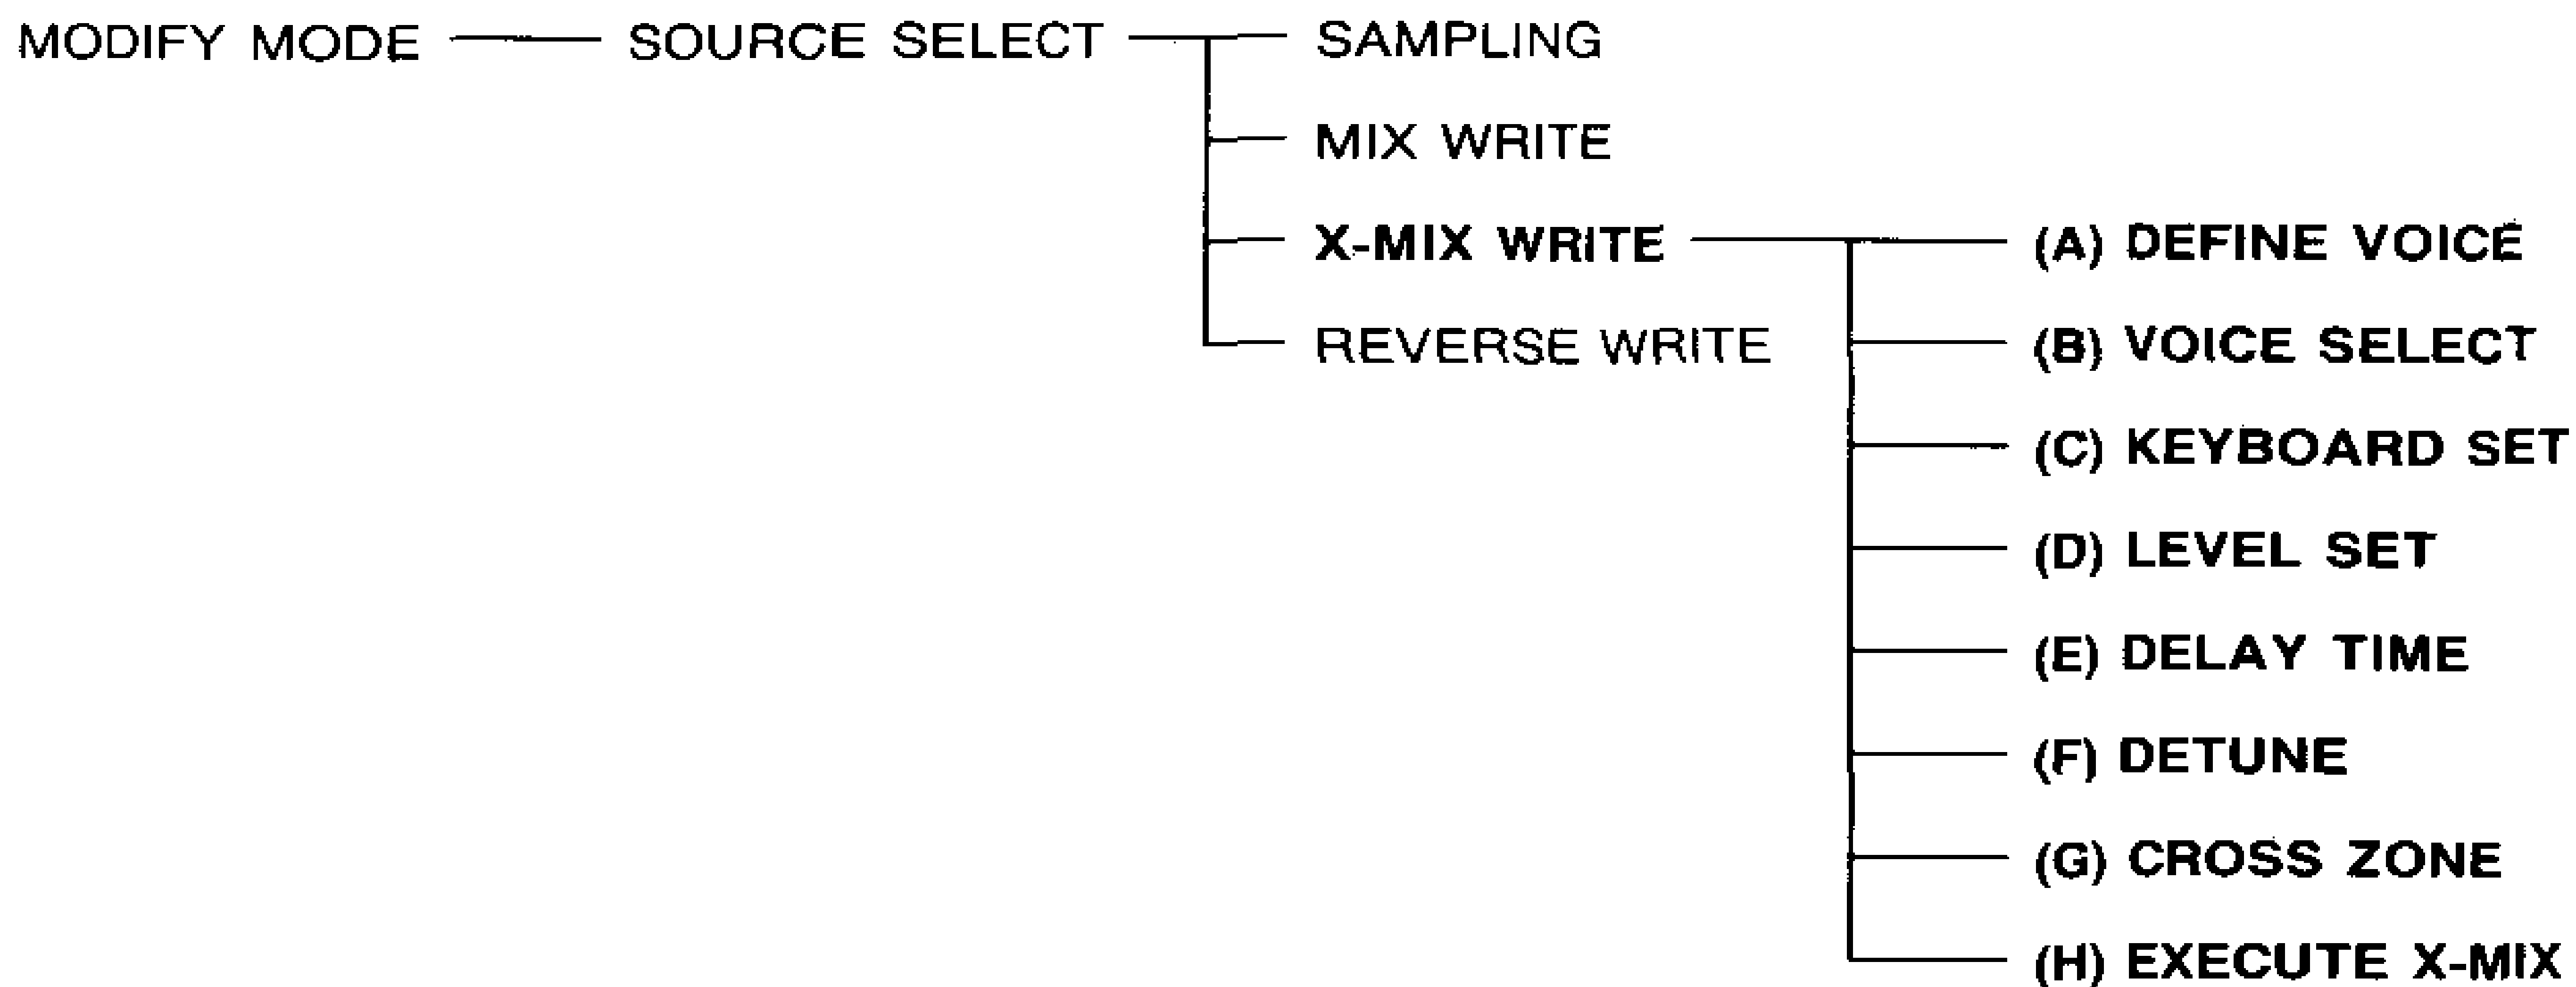 MODIFY MODE SOURCE SELECT SAMPLING
MIX WRITE
X-MIX WRITE (A) DEFINE VOICE
REVERSE WRITE (B) VOICE SELECT
(C) KEYBOARD SET
(D) LEVEL SET
(E) DELAY TIME
(F) DETUNE
(G) CROSS ZONE
(H) EXECUTE X-MIX